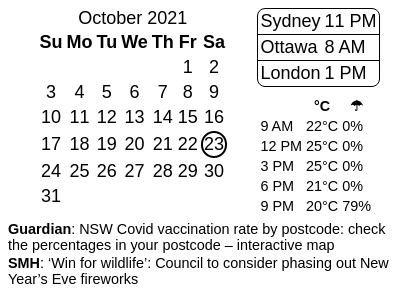 October 2021
Su Mo Tu We Th Fr Sa
1 2
3 4 5 6 7 8 9
10 11 12 13 14 15 16
17 18 19 20 21 22 23
24 25 26 27 28 29 30
31
Sydney 11 PM
Ottawa 8 AM
London 1 PM
°C ☂
9 AM 22°C 0%
12 PM 25°C 0%
3 PM 25°C 0%
6 PM 21°C 0%
9 PM 20°C 79%
Guardian: NSW Covid vaccination rate by postcode: check
the percentages in your postcode – interactive map
SMH: ‘Win for wildlife’: Council to consider phasing out New
Year’s Eve fireworks